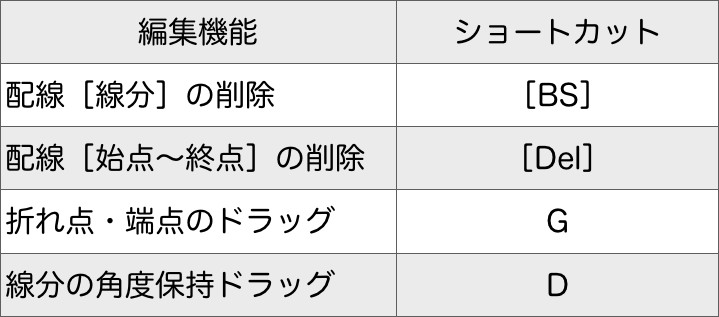 編集機能 ショートカット
配線［線分］の削除 ［BS］
配線［始点～終点］の削除 ［Del］
折れ点・端点のドラッグ G
線分の角度保持ドラッグ D